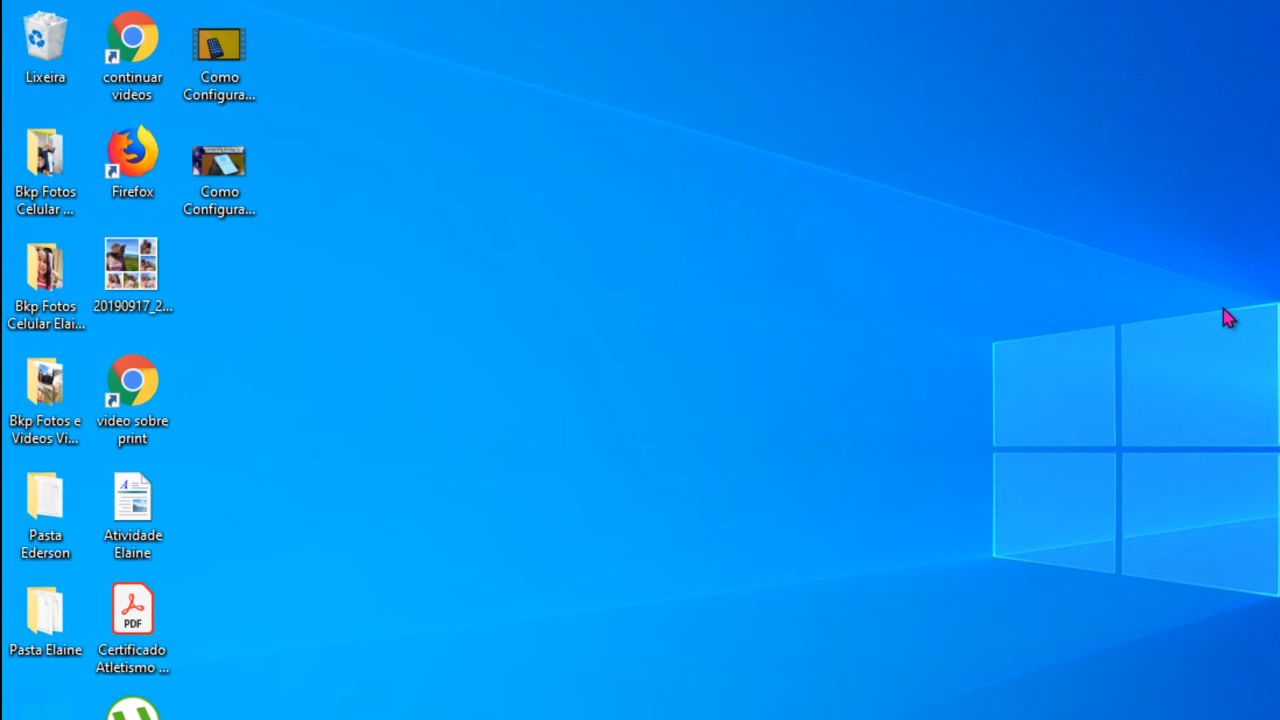 Lixeira
continuar
videos
Como
Configura...
Bkp Fotos
Celular ...
Firefox
Como
Configura...
Bkp Fotos
Celular Elai...
20190917_2...
Bkp Fotos e
Videos Vi...
video sobre
print
Pasta
Ederson
Atividade
Elaine
PDF
Pasta Elaine
Certificado
Atletismo ...